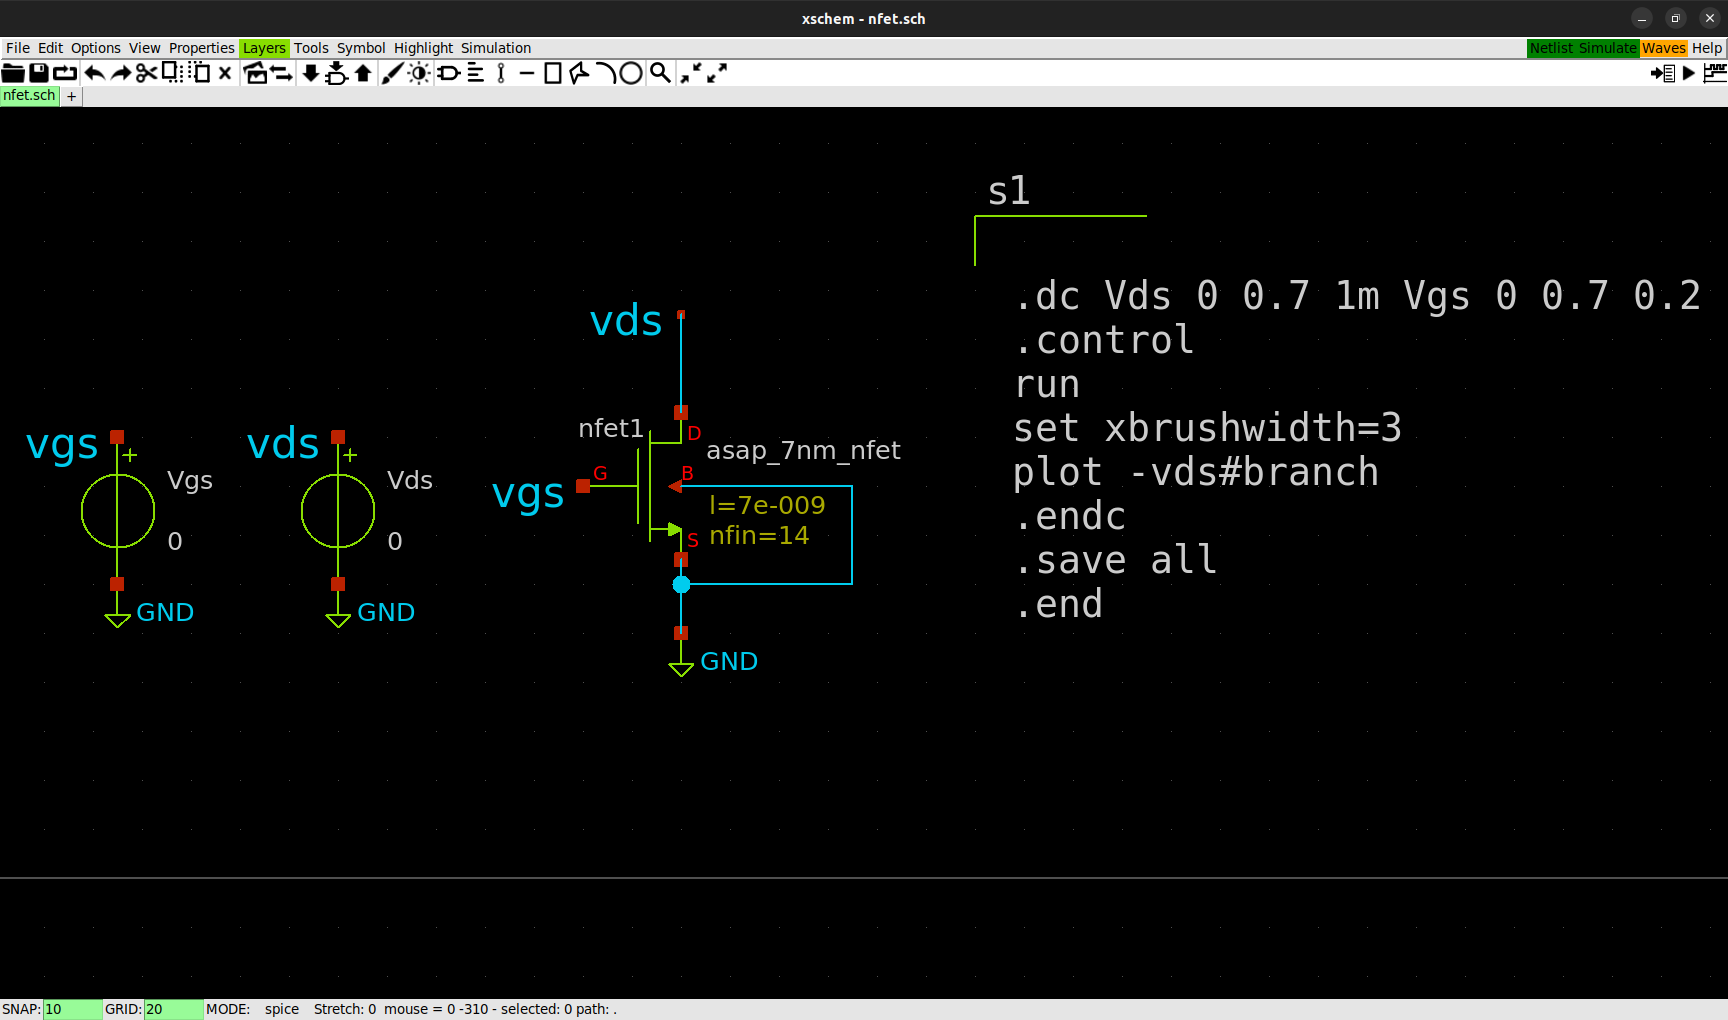 xschem - nfet.sch
File Edit Options View Properties Layers Tools Symbol Highlight Simulation Netlist Simulate Waves Help
nfet.sch +
s1
.dc Vds 0 0.7 1m Vgs 0 0.7 0.2
.control
run
set xbrushwidth=3
plot -vds#branch
.endc
.save all
.end
vgs
+
Vgs
0
GND
vds
+
Vds
0
GND
vds
nfet1
D
asap_7nm_nfet
G
B
vgs
l=7e-009
nfin=14
S
GND
SNAP: 10 GRID: 20 MODE: spice Stretch: 0 mouse = 0 -310 - selected: 0 path: .